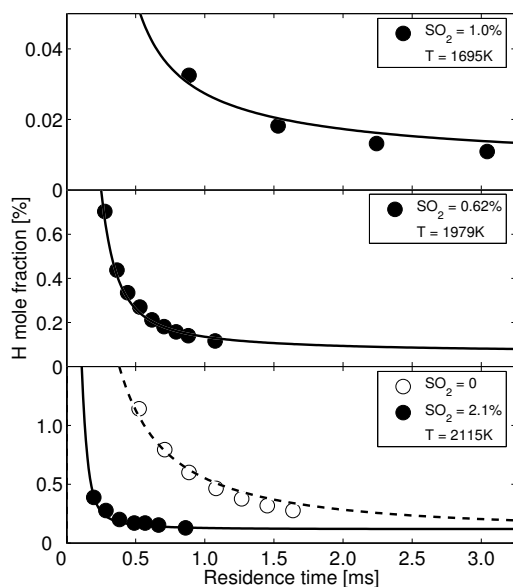 0.04
0.02
0
SO2 = 1.0%
T = 1695K
0.6
0.4
0.2
0
SO2 = 0.62%
T = 1979K
H mole fraction [%]
1.0
0.5
0
SO2 = 0
SO2 = 2.1%
T = 2115K
0 0.5 1.0 1.5 2.0 2.5 3.0
Residence time [ms]